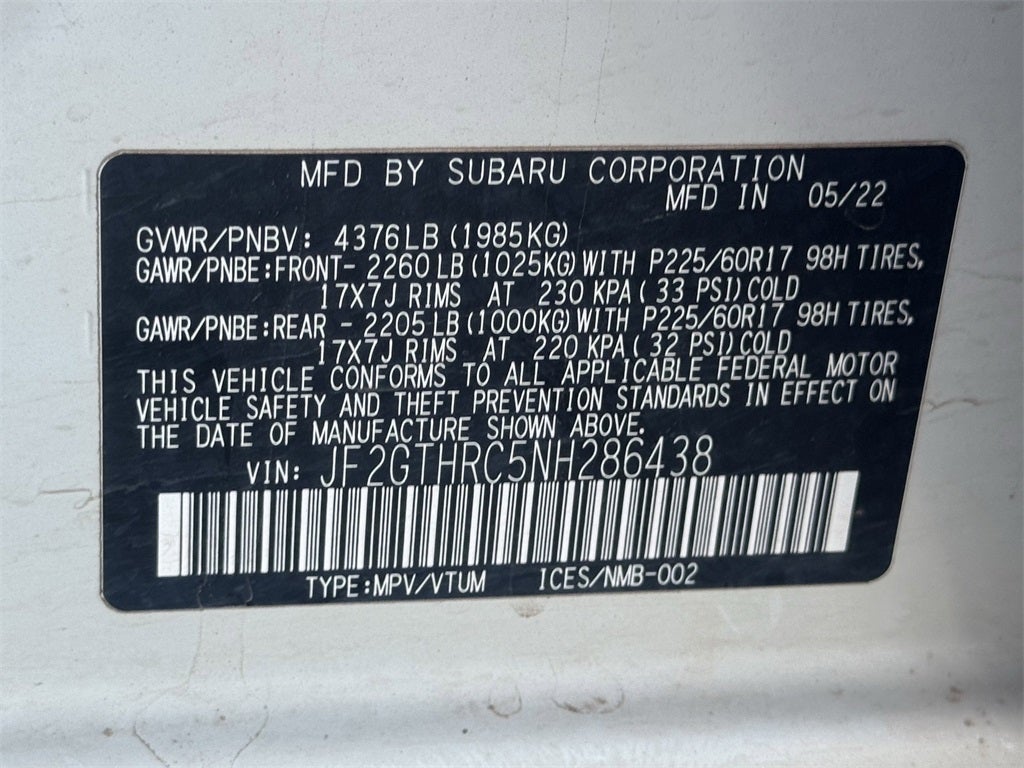 MFD BY SUBARU CORPORATION
MFD IN 05/22
GVWR/PNBV: 4376LB (1985KG)
GAWR/PNBE:FRONT- 2260LB (1025KG) WITH P225/60R17 98H TIRES,
17X7J RIMS AT 230 KPA (33 PSI) COLD
GAWR/PNBE:REAR - 2205LB (1000KG) WITH P225/60R17 98H TIRES,
17X7J RIMS AT 220 KPA (32 PSI) COLD
THIS VEHICLE CONFORMS TO ALL APPLICABLE FEDERAL MOTOR
VEHICLE SAFETY AND THEFT PREVENTION STANDARDS IN EFFECT ON
THE DATE OF MANUFACTURE SHOWN ABOVE.
VIN: JF2GTHRC5NH286438
TYPE:MPV/VTUM ICES/NMB-002